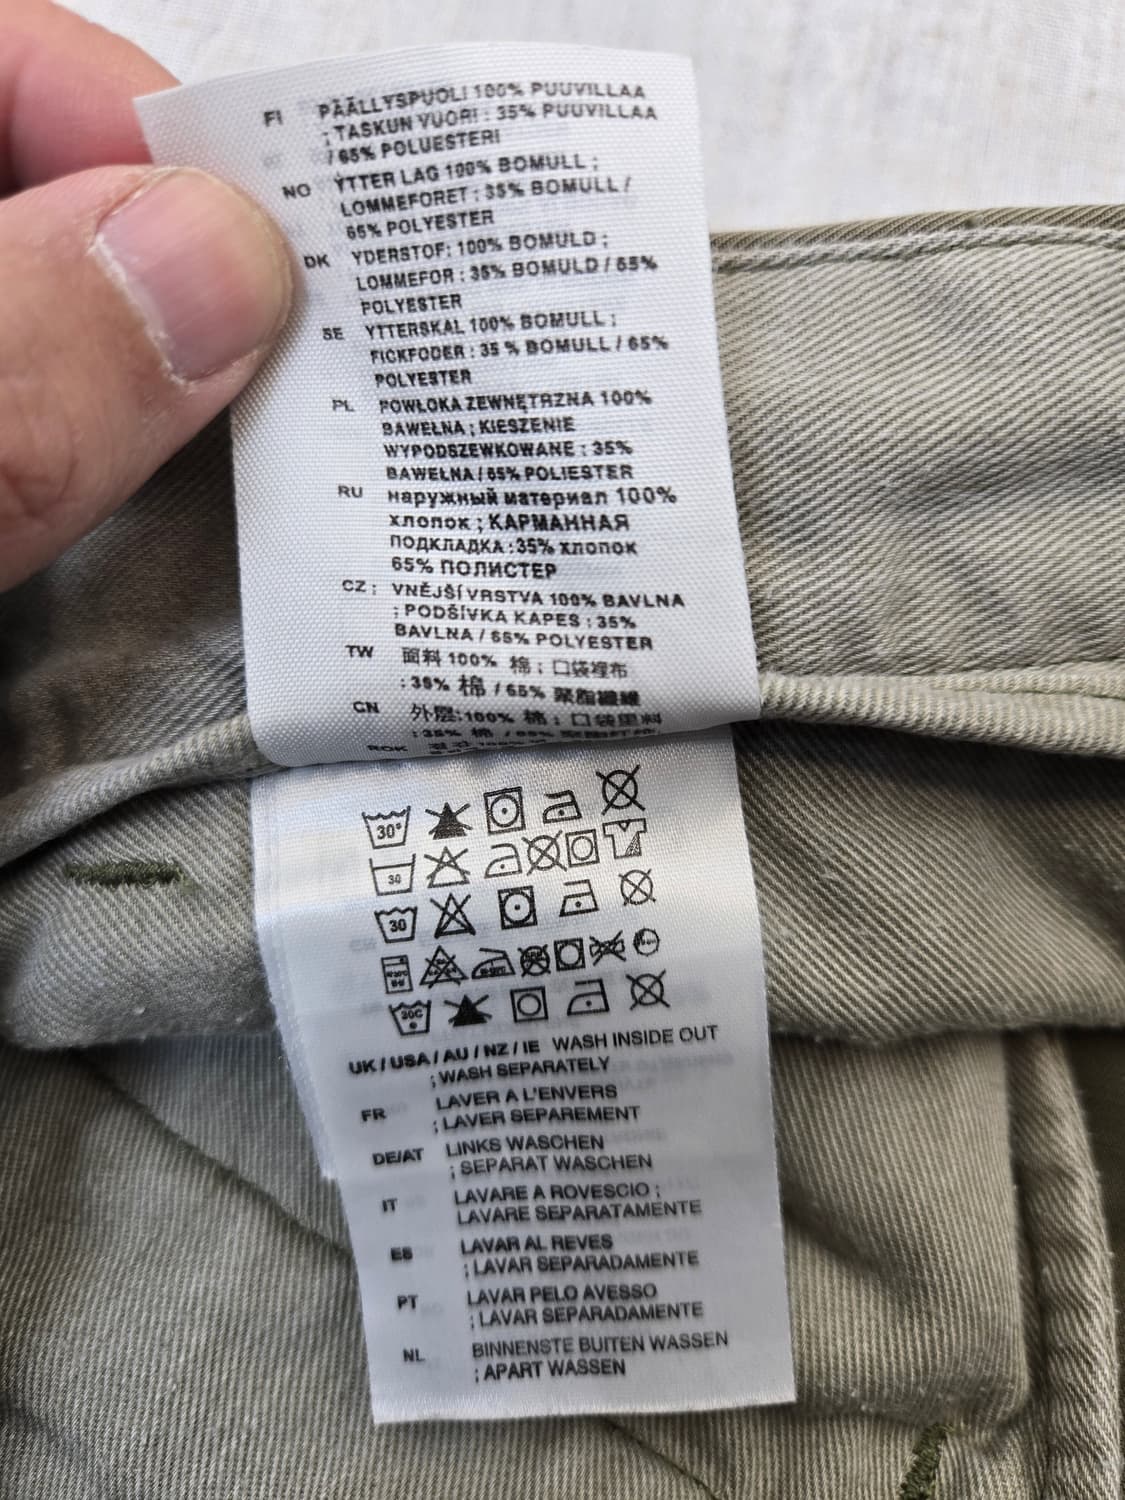 FI PÄÄLLYSPUOLI 100% PUUVILLAA
; TASKUN VUORI : 35% PUUVILLAA
/ 65% POLUESTERI
NO YTTER LAG 100% BOMULL ;
LOMMEFORET : 35% BOMULL /
65% POLYESTER
DK YDERSTOF: 100% BOMULD ;
LOMMEFOR : 35% BOMULD / 65%
POLYESTER
SE YTTERSKAL 100% BOMULL ;
FICKFODER : 35 % BOMULL / 65%
POLYESTER
PL POWŁOKA ZEWNĘTRZNA 100%
BAWEŁNA ; KIESZENIE
WYPODSZEWKOWANE : 35%
BAWEŁNA / 65% POLIESTER
RU наружный материал 100%
хлопок ; КАРМАННАЯ
ПОДКЛАДКА : 35% хлопок
65% ПОЛИСТЕР
CZ : VNĚJŠÍ VRSTVA 100% BAVLNA
; PODŠÍVKA KAPES : 35%
BAVLNA / 65% POLYESTER
TW 面料 100% 棉 ; 口袋裡布
: 35% 棉 / 65% 聚脂纖維
CN 外层: 100% 棉 ; 口袋里料
: 35% 棉 / 65%
ROK 100%
30°
30
30
30C
UK / USA / AU / NZ / IE WASH INSIDE OUT
; WASH SEPARATELY
FR LAVER A L'ENVERS
; LAVER SEPAREMENT
DE/AT LINKS WASCHEN
; SEPARAT WASCHEN
IT LAVARE A ROVESCIO ;
LAVARE SEPARATAMENTE
ES LAVAR AL REVES
; LAVAR SEPARADAMENTE
PT LAVAR PELO AVESSO
; LAVAR SEPARADAMENTE
NL BINNENSTE BUITEN WASSEN
; APART WASSEN